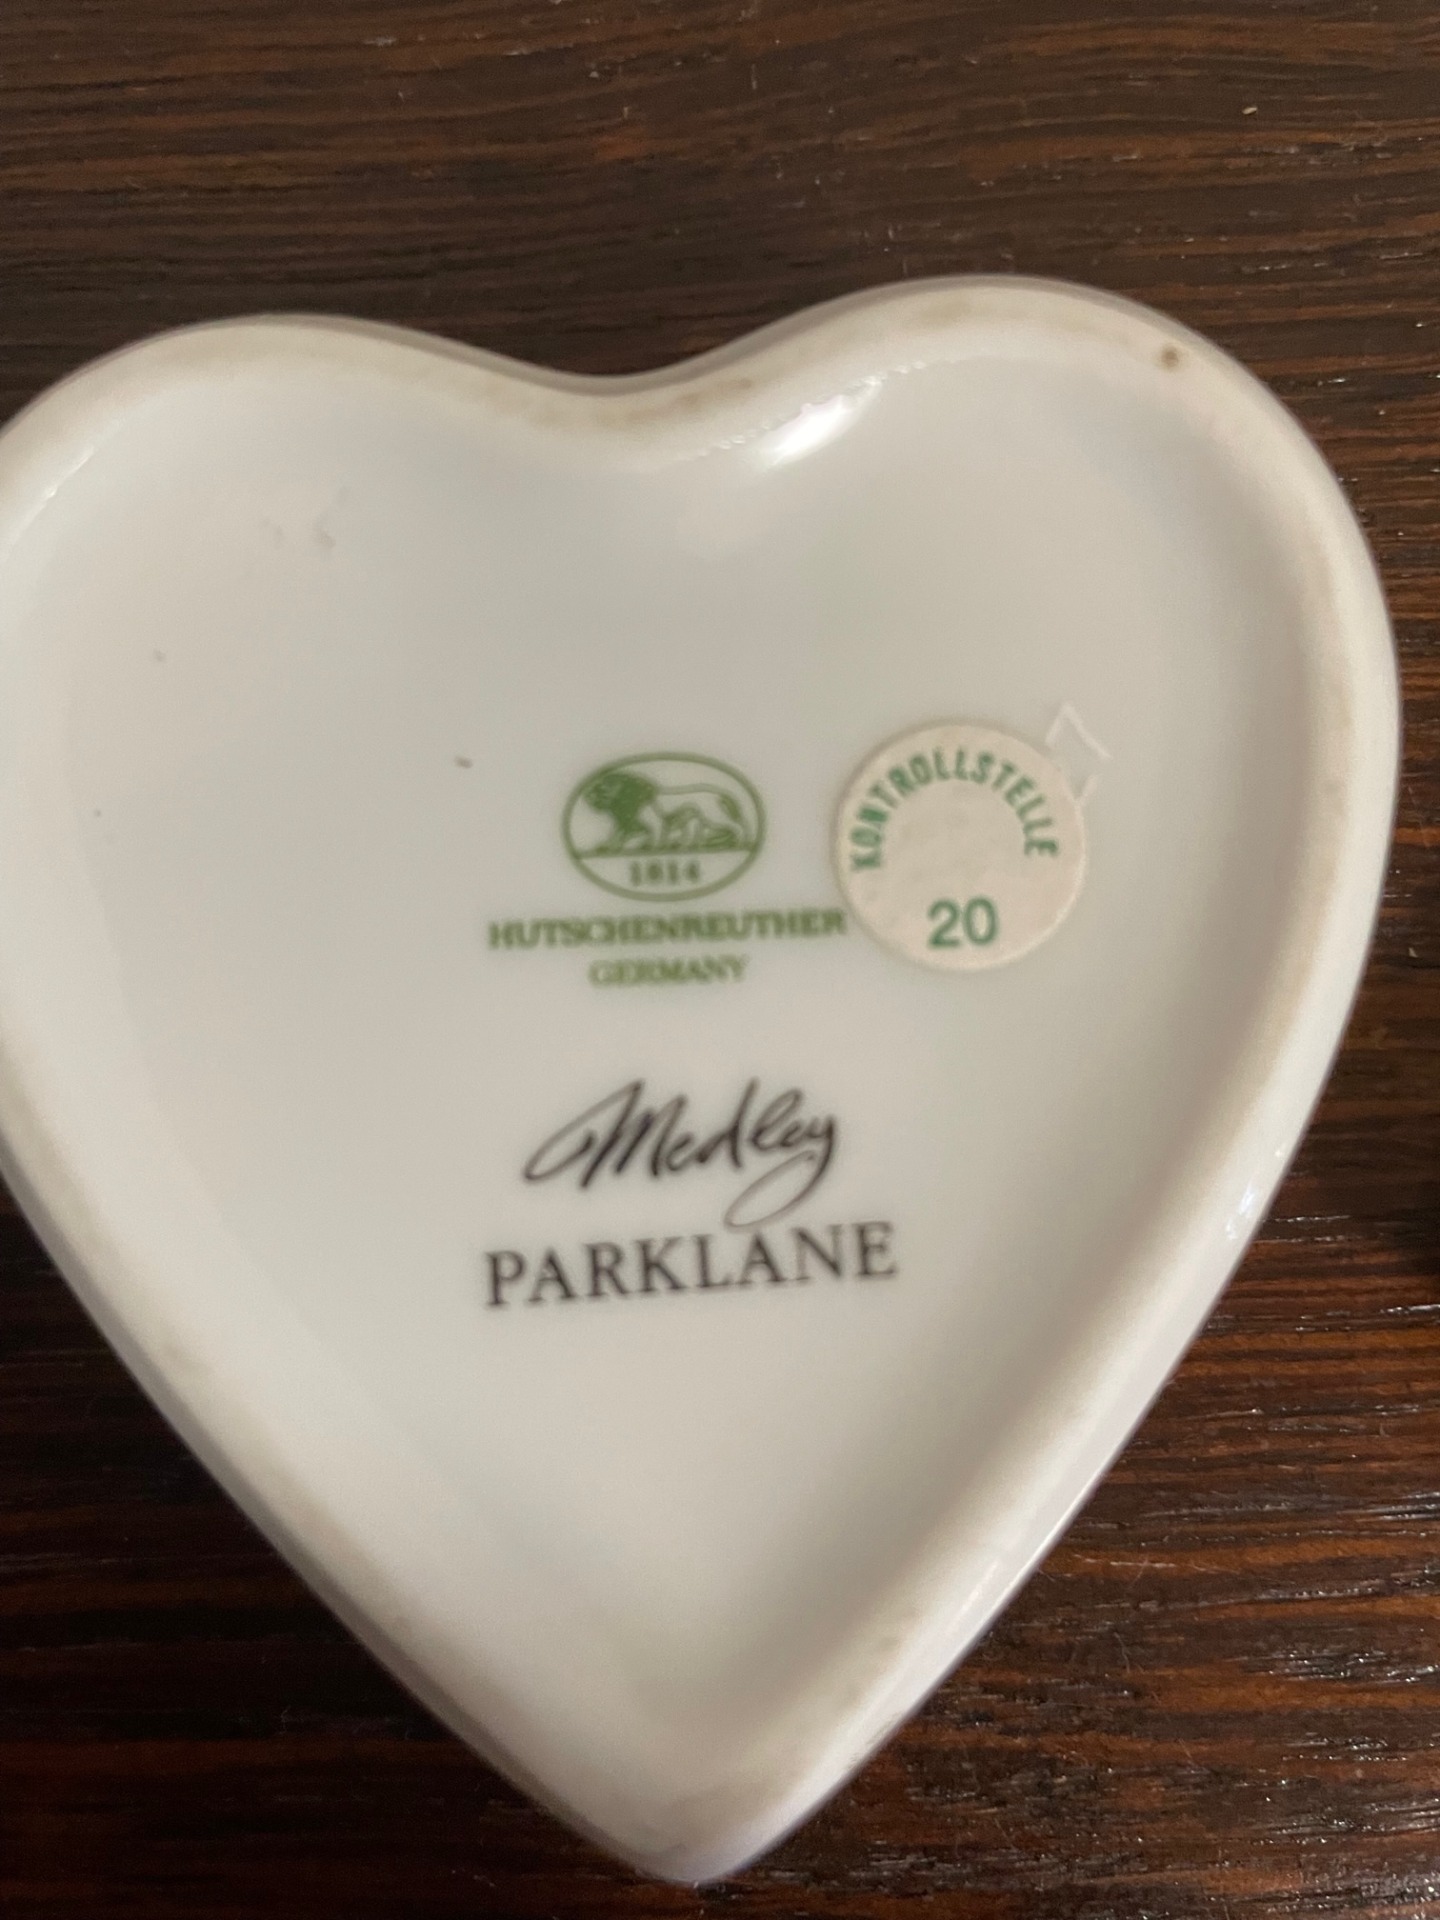 1814
HUTSCHENREUTHER
GERMANY
KONTROLLSTELLE
20
Medley
PARKLANE